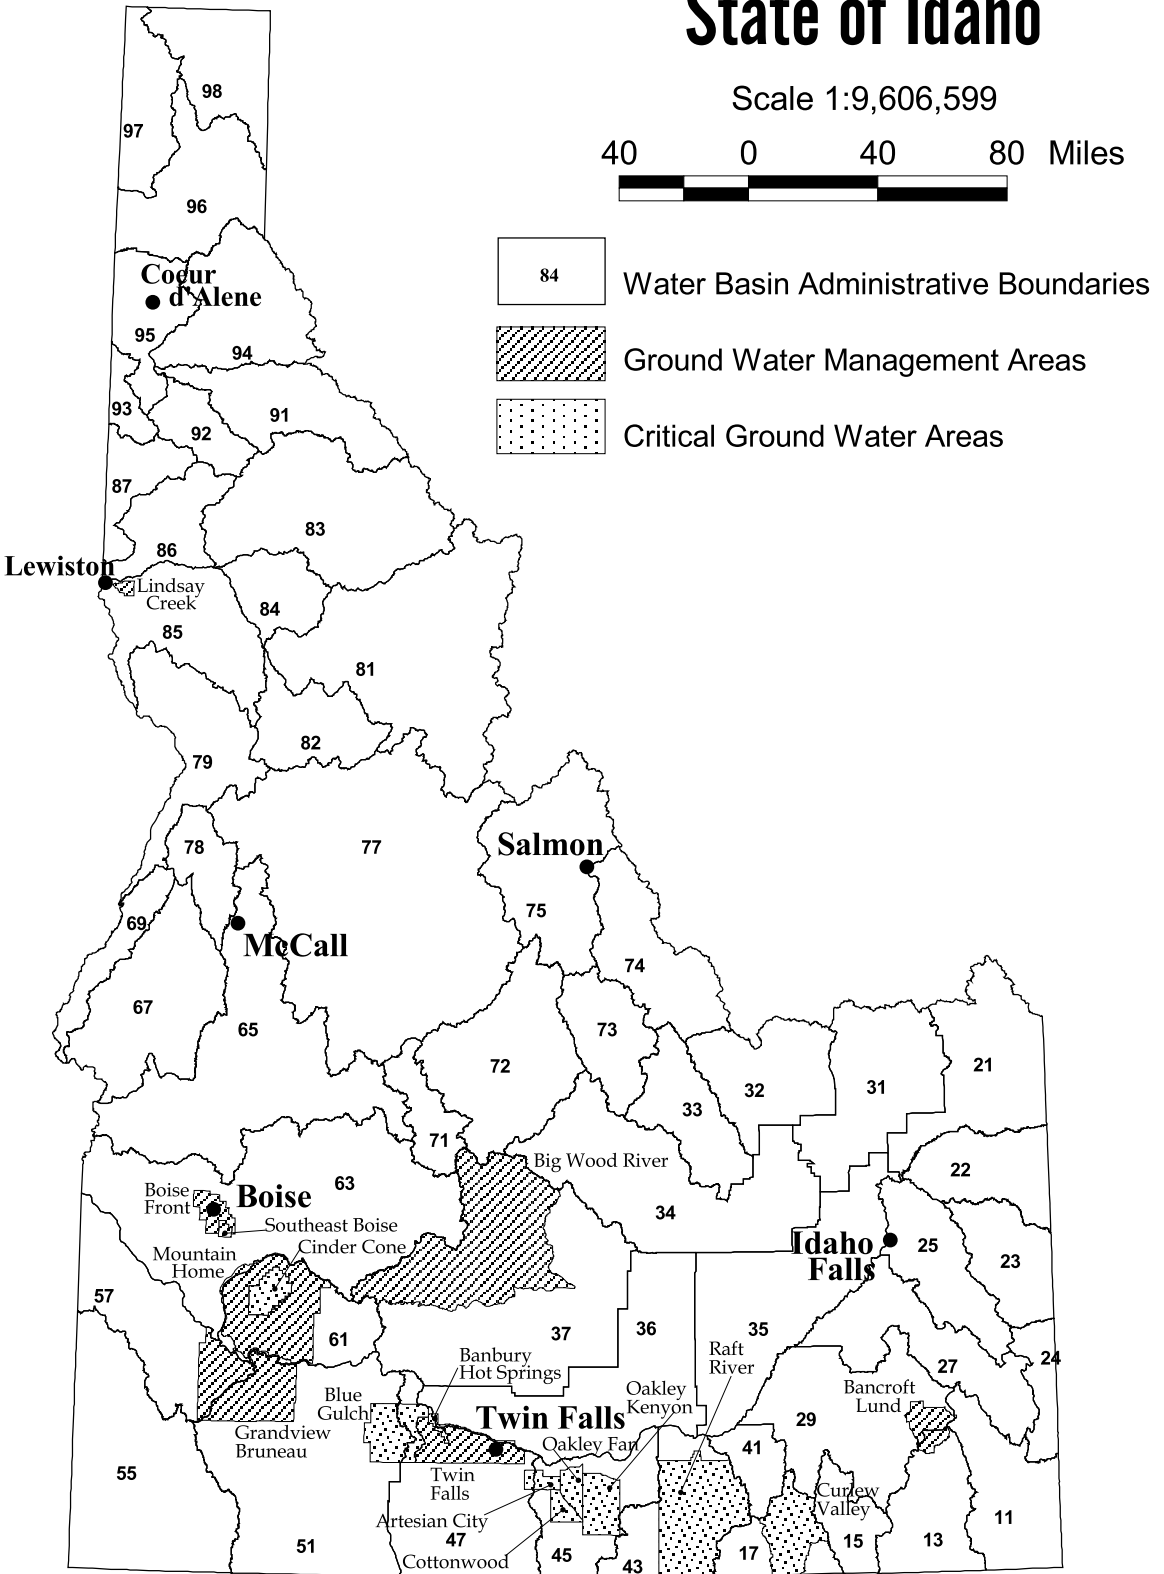 State of Idaho
Scale 1:9,606,599
40 0 40 80 Miles
84 Water Basin Administrative Boundaries
Ground Water Management Areas
Critical Ground Water Areas
98
97
96
Coeur
d'Alene
95
94
93
91
92
87
83
86
Lewiston
Lindsay
Creek
84
85
81
82
79
78
77
Salmon
75
69
McCall
74
67
65
73
72
21
32
31
33
71
Big Wood River
22
63
Boise
Front
Boise
34
Southeast Boise
Cinder Cone
Mountain
Home
Idaho
Falls
25
23
57
61
37
36
35
Raft
River
24
Banbury
Hot Springs
27
Blue
Gulch
Oakley
Kenyon
Bancroft
Lund
Twin Falls
29
Grandview
Bruneau
Oakley Fan
41
55
Twin
Falls
Curlew
Valley
Artesian City
11
51
47
Cottonwood
45
43
17
15
13